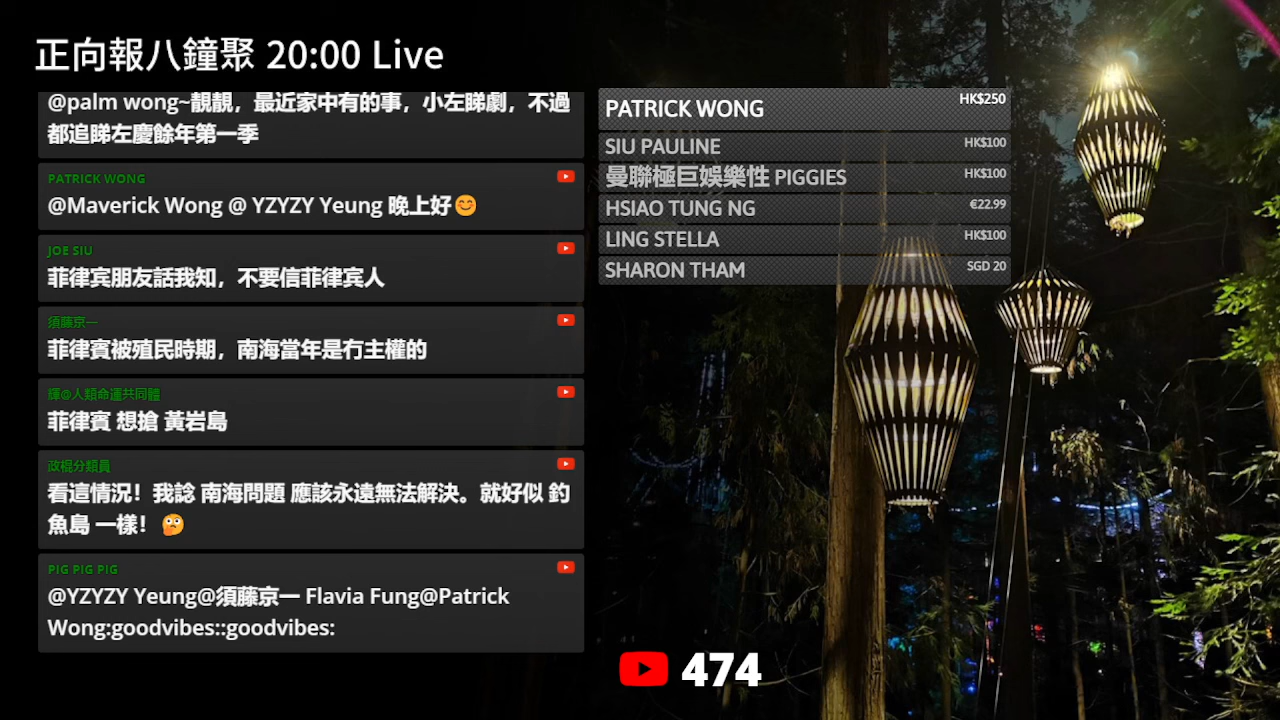 正向報八鐘聚 20:00 Live
@palm wong~靚靚，最近家中有的事，小左睇劇，不過
都追睇左慶餘年第一季
PATRICK WONG
@Maverick Wong @ YZYZY Yeung 晚上好😊
JOE SIU
菲律宾朋友話我知，不要信菲律宾人
須藤京一
菲律賓被殖民時期，南海當年是冇主權的
輝@人類命運共同體
菲律賓 想搶 黃岩島
政棍分類員
看這情況！我諗 南海問題 應該永遠無法解決。就好似 釣
魚島 一樣！ 🤔
PIG PIG PIG
@YZYZY Yeung@須藤京一 Flavia Fung@Patrick
Wong:goodvibes::goodvibes:
PATRICK WONG HK$250
SIU PAULINE HK$100
曼聯極巨娛樂性 PIGGIES HK$100
HSIAO TUNG NG €22.99
LING STELLA HK$100
SHARON THAM SGD 20
474